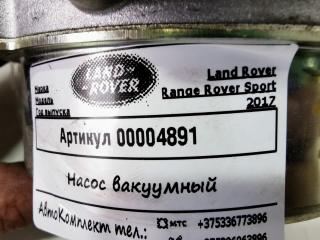 LAND ROVER
Марка Land Rover
Модель Range Rover Sport
Год выпуска 2017
Артикул 00004891
Насос вакуумный
АвтоКомплект тел.: МТС +375336773896